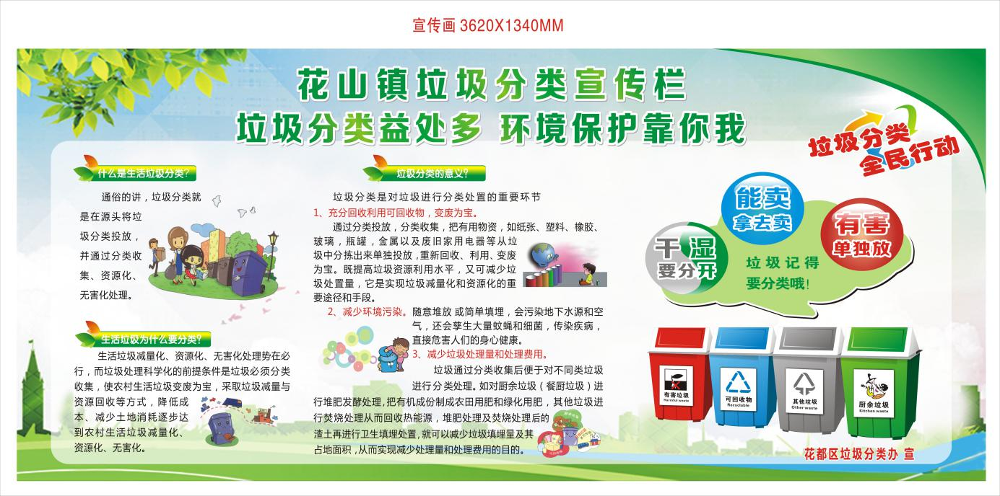 宣传画 3620X1340MM
花山镇垃圾分类宣传栏
垃圾分类益处多 环境保护靠你我
垃圾分类
全民行动
什么是生活垃圾分类?
通俗的讲，垃圾分类就
是在源头将垃
圾分类投放，
并通过分类收
集、资源化、
无害化处理。
生活垃圾为什么要分类?
生活垃圾减量化、资源化、无害化处理势在必
行，而垃圾处理科学化的前提条件是垃圾必须分类
收集，使农村生活垃圾变废为宝，采取垃圾减量与
资源回收等方式，降低成
本、减少土地消耗逐步达
到农村生活垃圾减量化、
资源化、无害化。
垃圾分类的意义?
垃圾分类是对垃圾进行分类处置的重要环节
1、充分回收利用可回收物，变废为宝。
通过分类投放，分类收集，把有用物资，如纸张、塑料、橡胶、
玻璃，瓶罐，金属以及废旧家用电器等从垃
圾中分拣出来单独投放，重新回收、利用、变废
为宝。既提高垃圾资源利用水平，又可减少垃
圾处置量，它是实现垃圾减量化和资源化的重
要途径和手段。
2、减少环境污染。随意堆放 或简单填埋，会污染地下水源和空
气，还会孳生大量蚊蝇和细菌，传染疾病，
直接危害人们的身心健康。
3、减少垃圾处理量和处理费用。
垃圾通过分类收集后便于对不同类垃圾
进行分类处理。如对厨余垃圾（餐厨垃圾）进
行堆肥发酵处理，把有机成份制成农田用肥和绿化用肥，其他垃圾进
行焚烧处理从而回收热能源，堆肥处理及焚烧处理后的
渣土再进行卫生填埋处置，就可以减少垃圾填埋量及其
占地面积，从而实现减少处理量和处理费用的目的。
能卖
拿去卖
干湿
要分开
有害
单独放
垃圾记得
要分类哦!
有害垃圾
Harmful waste
可回收物
Recyclable
其他垃圾
Other waste
厨余垃圾
Kitchen waste
花都区垃圾分类办 宣